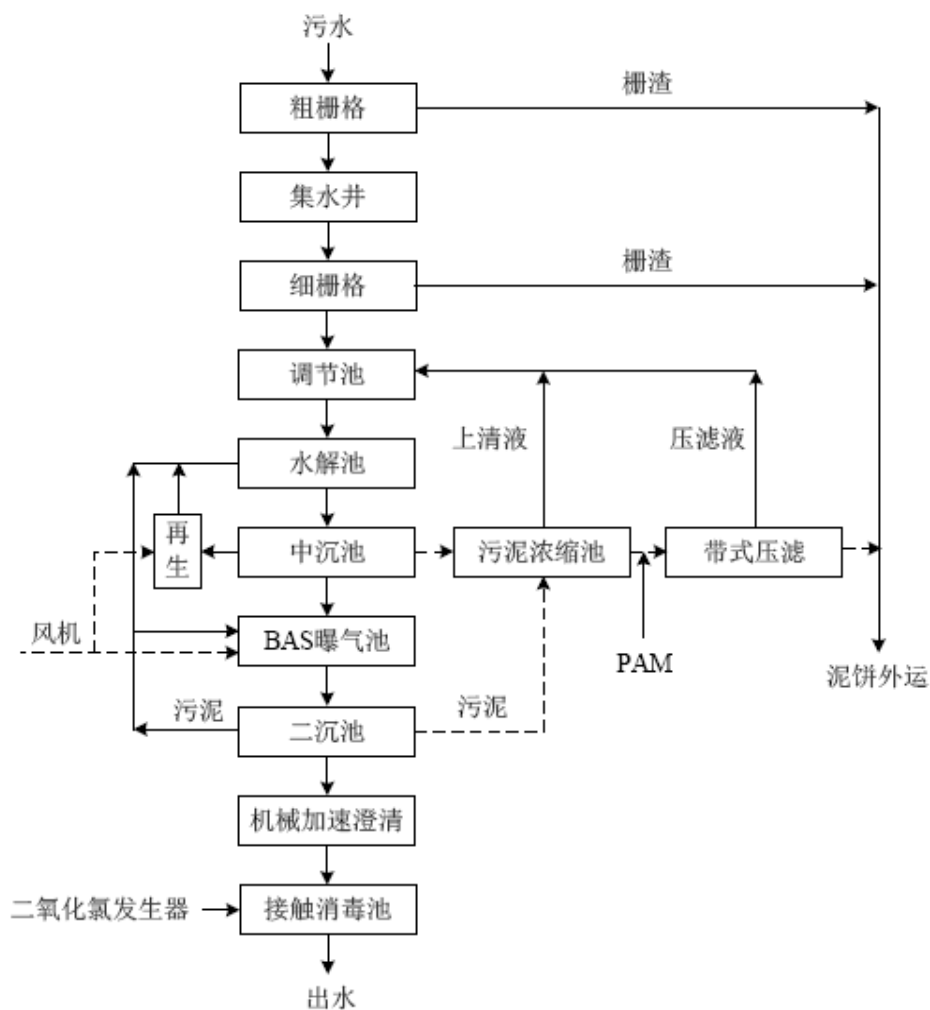 污水
粗栅格
栅渣
集水井
细栅格
栅渣
调节池
上清液
压滤液
水解池
再
生
中沉池
污泥浓缩池
带式压滤
风机
BAS曝气池
PAM
泥饼外运
污泥
二沉池
污泥
机械加速澄清
二氧化氯发生器
接触消毒池
出水